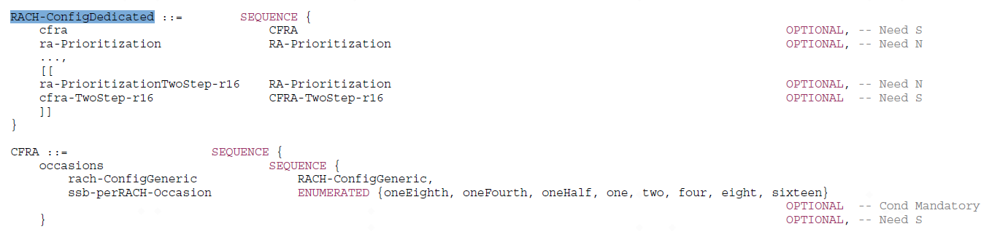 RACH-ConfigDedicated ::= SEQUENCE {
cfra CFRA OPTIONAL, -- Need S
ra-Prioritization RA-Prioritization OPTIONAL, -- Need N
...,
[[
ra-PrioritizationTwoStep-r16 RA-Prioritization OPTIONAL, -- Need N
cfra-TwoStep-r16 CFRA-TwoStep-r16 OPTIONAL -- Need S
]]
}
CFRA ::= SEQUENCE {
occasions SEQUENCE {
rach-ConfigGeneric RACH-ConfigGeneric,
ssb-perRACH-Occasion ENUMERATED {oneEighth, oneFourth, oneHalf, one, two, four, eight, sixteen}
OPTIONAL -- Cond Mandatory
} OPTIONAL, -- Need S